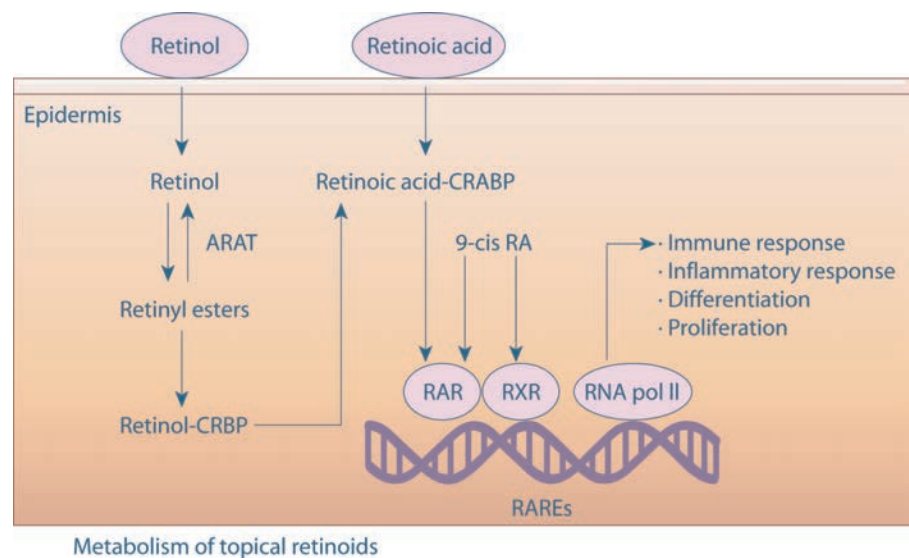 Retinol
Retinoic acid
Epidermis
Retinol
Retinoic acid-CRABP
ARAT
9-cis RA
· Immune response
· Inflammatory response
· Differentiation
· Proliferation
Retinyl esters
RAR
RXR
RNA pol II
Retinol-CRBP
RAREs
Metabolism of topical retinoids